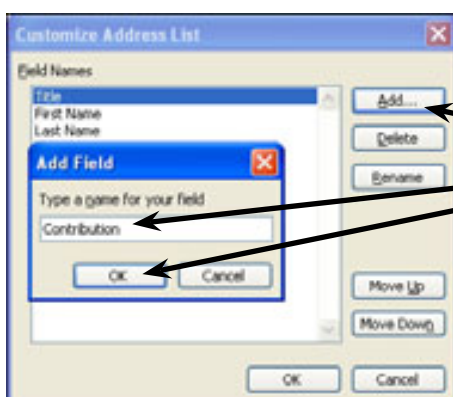 Customize Address List
Field Names
Title
First Name
Last Name
Add...
Delete
Rename
Add Field
Type a name for your field
Contribution
OK
Cancel
Move Up
Move Down
OK
Cancel